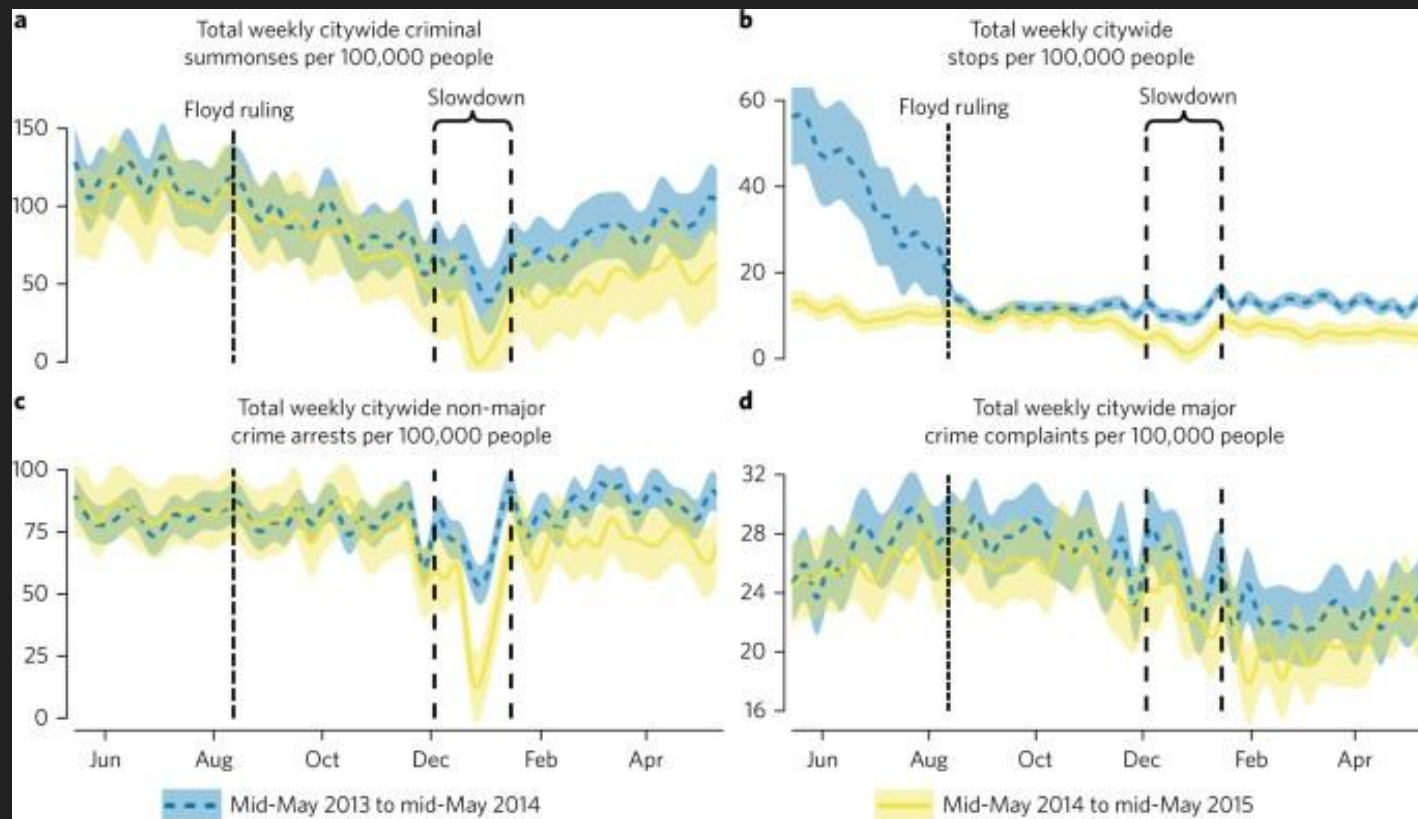 a
Total weekly citywide criminal
summonses per 100,000 people
Floyd ruling
Slowdown
150
100
50
0
b
Total weekly citywide
stops per 100,000 people
Floyd ruling
Slowdown
60
40
20
0
c
Total weekly citywide non-major
crime arrests per 100,000 people
100
75
50
25
0
Jun Aug Oct Dec Feb Apr
d
Total weekly citywide major
crime complaints per 100,000 people
32
28
24
20
16
Jun Aug Oct Dec Feb Apr
Mid-May 2013 to mid-May 2014
Mid-May 2014 to mid-May 2015